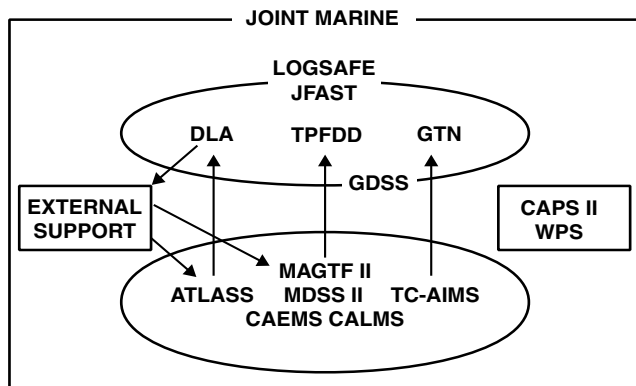 JOINT MARINE
LOGSAFE
JFAST
DLA TPFDD GTN
GDSS
EXTERNAL
SUPPORT
CAPS II
WPS
MAGTF II
ATLASS MDSS II TC-AIMS
CAEMS CALMS